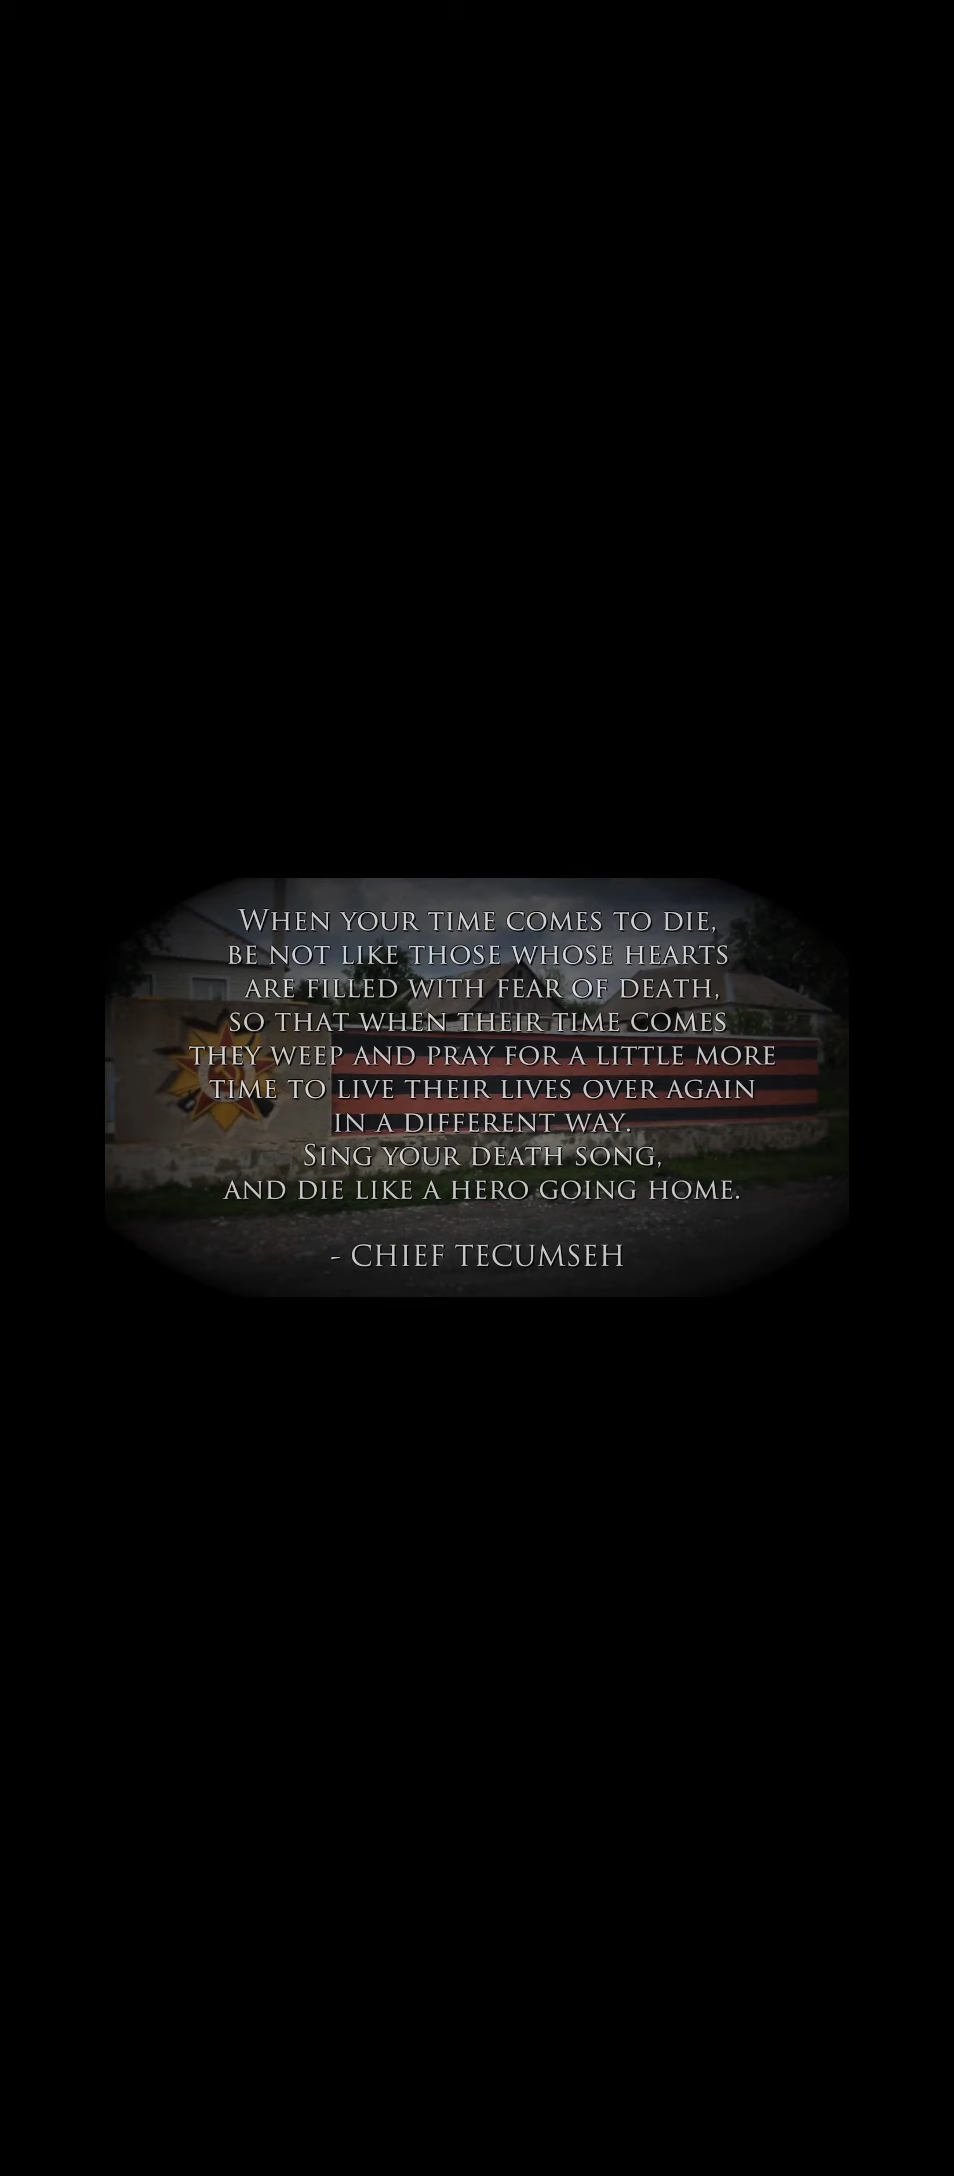 When your time comes to die,
be not like those whose hearts
are filled with fear of death,
so that when their time comes
they weep and pray for a little more
time to live their lives over again
in a different way.
Sing your death song,
and die like a hero going home.
- CHIEF TECUMSEH